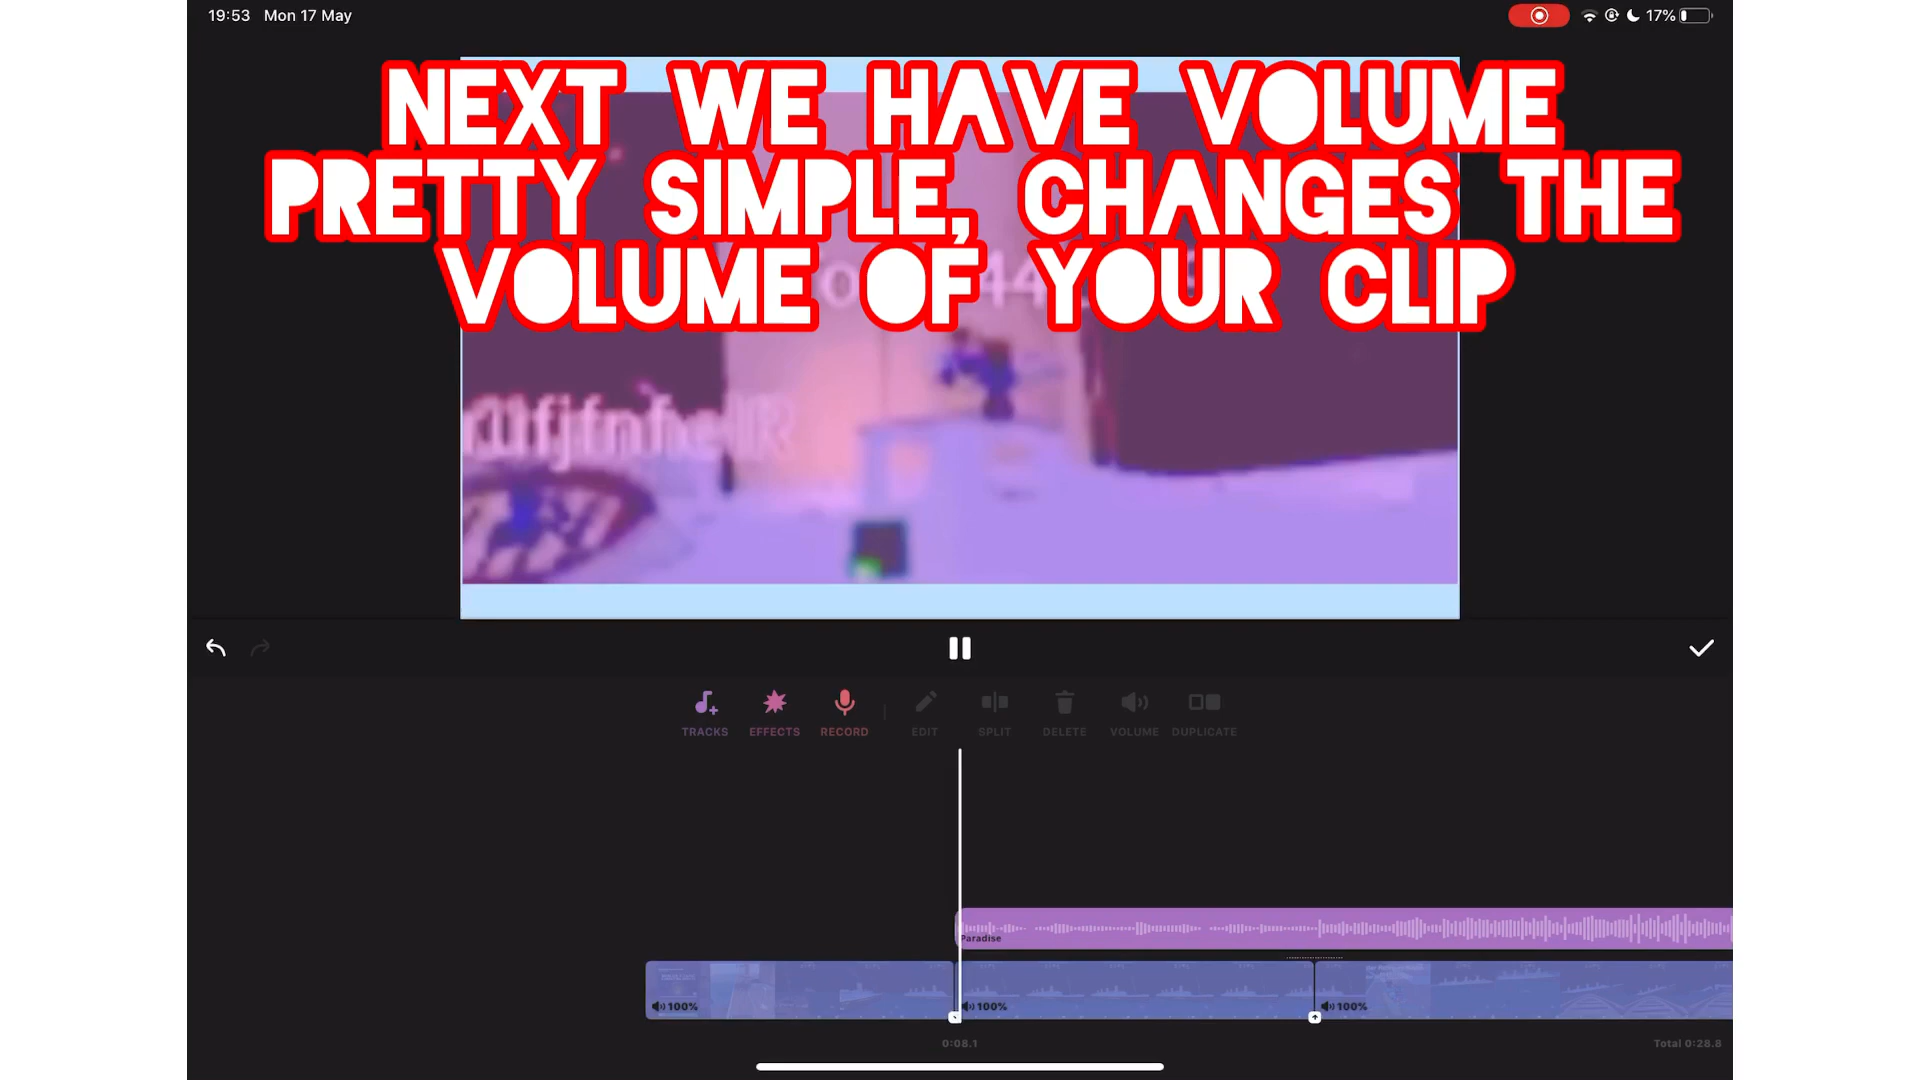 19:53 Mon 17 May 17%
NEXT WE HAVE VOLUME
PRETTY SIMPLE, CHANGES THE
VOLUME OF YOUR CLIP
TRACKS EFFECTS RECORD EDIT SPLIT DELETE VOLUME DUPLICATE
Paradise
100% 100% 100%
0:08.1 Total 0:28.8